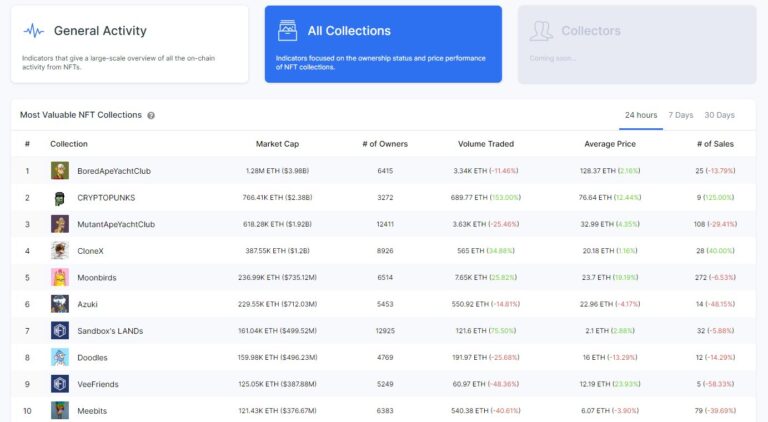 General Activity
Indicators that give a large-scale overview of all the on-chain
activity from NFTs.
All Collections
Indicators focused on the ownership status and price performance
of NFT collections.
Collectors
Coming soon...
Most Valuable NFT Collections
24 hours 7 Days 30 Days
# Collection Market Cap # of Owners Volume Traded Average Price # of Sales
1 BoredApeYachtClub 1.28M ETH ($3.98B) 6415 3.34K ETH (-11.46%) 128.37 ETH (2.16%) 25 (-13.79%)
2 CRYPTOPUNKS 766.41K ETH ($2.38B) 3272 689.77 ETH (153.00%) 76.64 ETH (12.44%) 9 (125.00%)
3 MutantApeYachtClub 618.28K ETH ($1.92B) 12411 3.63K ETH (-25.46%) 32.99 ETH (4.35%) 108 (-29.41%)
4 CloneX 387.55K ETH ($1.2B) 8926 565 ETH (34.88%) 20.18 ETH (1.16%) 28 (40.00%)
5 Moonbirds 236.99K ETH ($735.12M) 6514 7.65K ETH (25.82%) 23.7 ETH (19.19%) 272 (-6.53%)
6 Azuki 229.55K ETH ($712.03M) 5453 550.92 ETH (-14.81%) 22.96 ETH (-4.17%) 14 (-48.15%)
7 Sandbox's LANDs 161.04K ETH ($499.52M) 12925 121.6 ETH (75.50%) 2.1 ETH (2.88%) 32 (-5.88%)
8 Doodles 159.98K ETH ($496.23M) 4769 191.97 ETH (-25.68%) 16 ETH (-13.29%) 12 (-14.29%)
9 VeeFriends 125.05K ETH ($387.88M) 5249 60.97 ETH (-48.36%) 12.19 ETH (23.93%) 5 (-58.33%)
10 Meebits 121.43K ETH ($376.67M) 6383 540.38 ETH (-40.61%) 6.07 ETH (-3.90%) 79 (-39.69%)